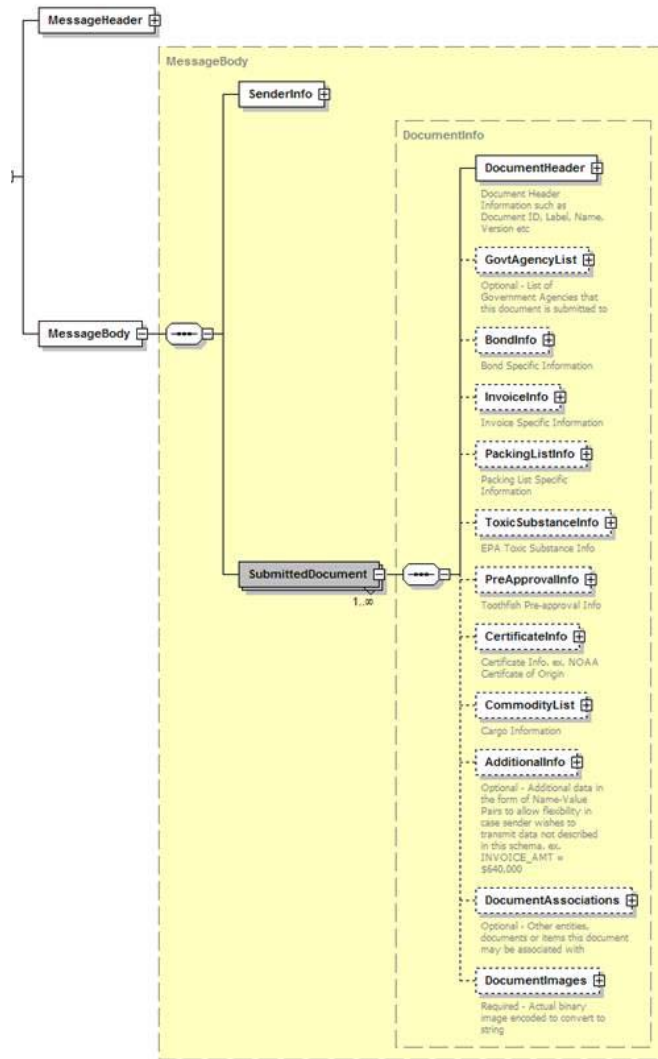 MessageHeader
MessageBody
SenderInfo
DocumentInfo
DocumentHeader
Document Header
Information such as
Document ID, Label, Name,
Version etc
GovtAgencyList
Optional - List of
Government Agencies that
this document is submitted to
MessageBody
BondInfo
Bond Specific Information
InvoiceInfo
Invoice Specific Information
PackingListInfo
Packing List Specific
Information
ToxicSubstanceInfo
EPA Toxic Substance Info
SubmittedDocument
1..∞
PreApprovalInfo
Toothfish Pre-approval Info
CertificateInfo
Certificate Info, ex. NOAA
Certifcate of Origin
CommodityList
Cargo Information
AdditionalInfo
Optional - Additional data in
the form of Name-Value
Pairs to allow flexibility in
case sender wishes to
transmit data not described
in this schema, ex.
INVOICE_AMT =
$640,000
DocumentAssociations
Optional - Other entities,
documents or items this document
may be associated with
DocumentImages
Required - Actual binary
image encoded to convert to
string